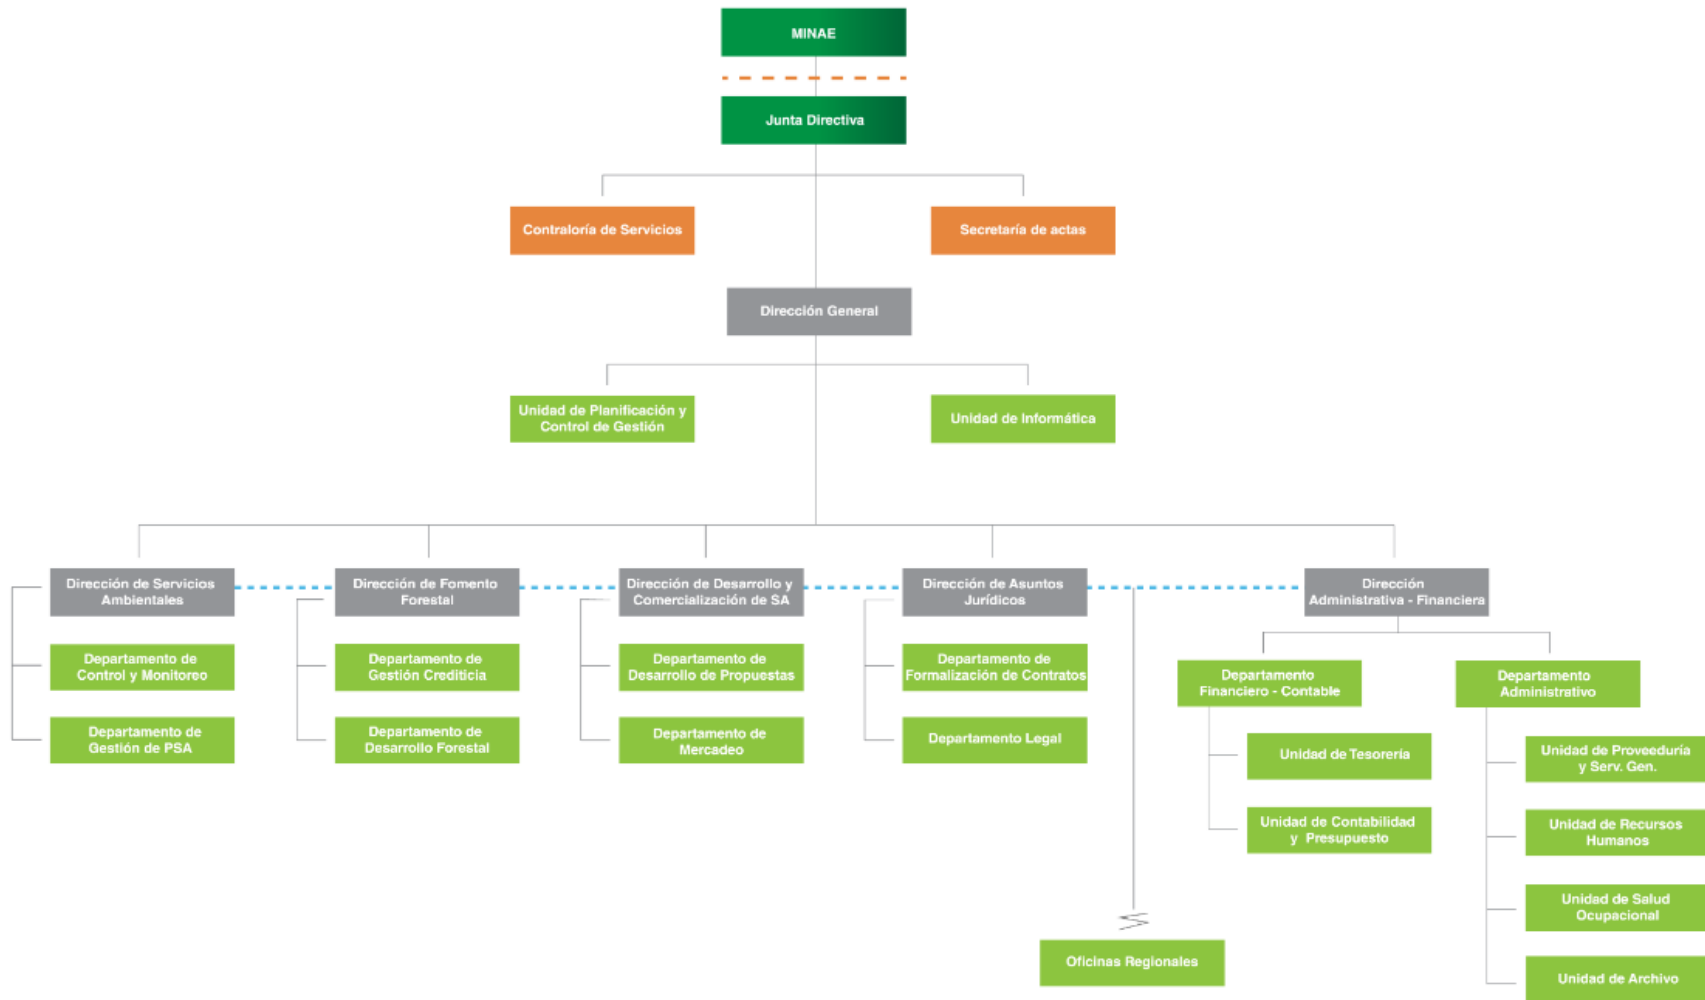 MINAE
Junta Directiva
Contraloría de Servicios
Secretaría de actas
Dirección General
Unidad de Planificación y
Control de Gestión
Unidad de Informática
Dirección de Servicios
Ambientales
Dirección de Fomento
Forestal
Dirección de Desarrollo y
Comercialización de SA
Dirección de Asuntos
Jurídicos
Dirección
Administrativa - Financiera
Departamento de
Control y Monitoreo
Departamento de
Gestión Crediticia
Departamento de
Desarrollo de Propuestas
Departamento de
Formalización de Contratos
Departamento
Financiero - Contable
Departamento
Administrativo
Departamento de
Gestión de PSA
Departamento de
Desarrollo Forestal
Departamento de
Mercadeo
Departamento Legal
Unidad de Tesorería
Unidad de Proveeduría
y Serv. Gen.
Unidad de Contabilidad
y Presupuesto
Unidad de Recursos
Humanos
Unidad de Salud
Ocupacional
Oficinas Regionales
Unidad de Archivo